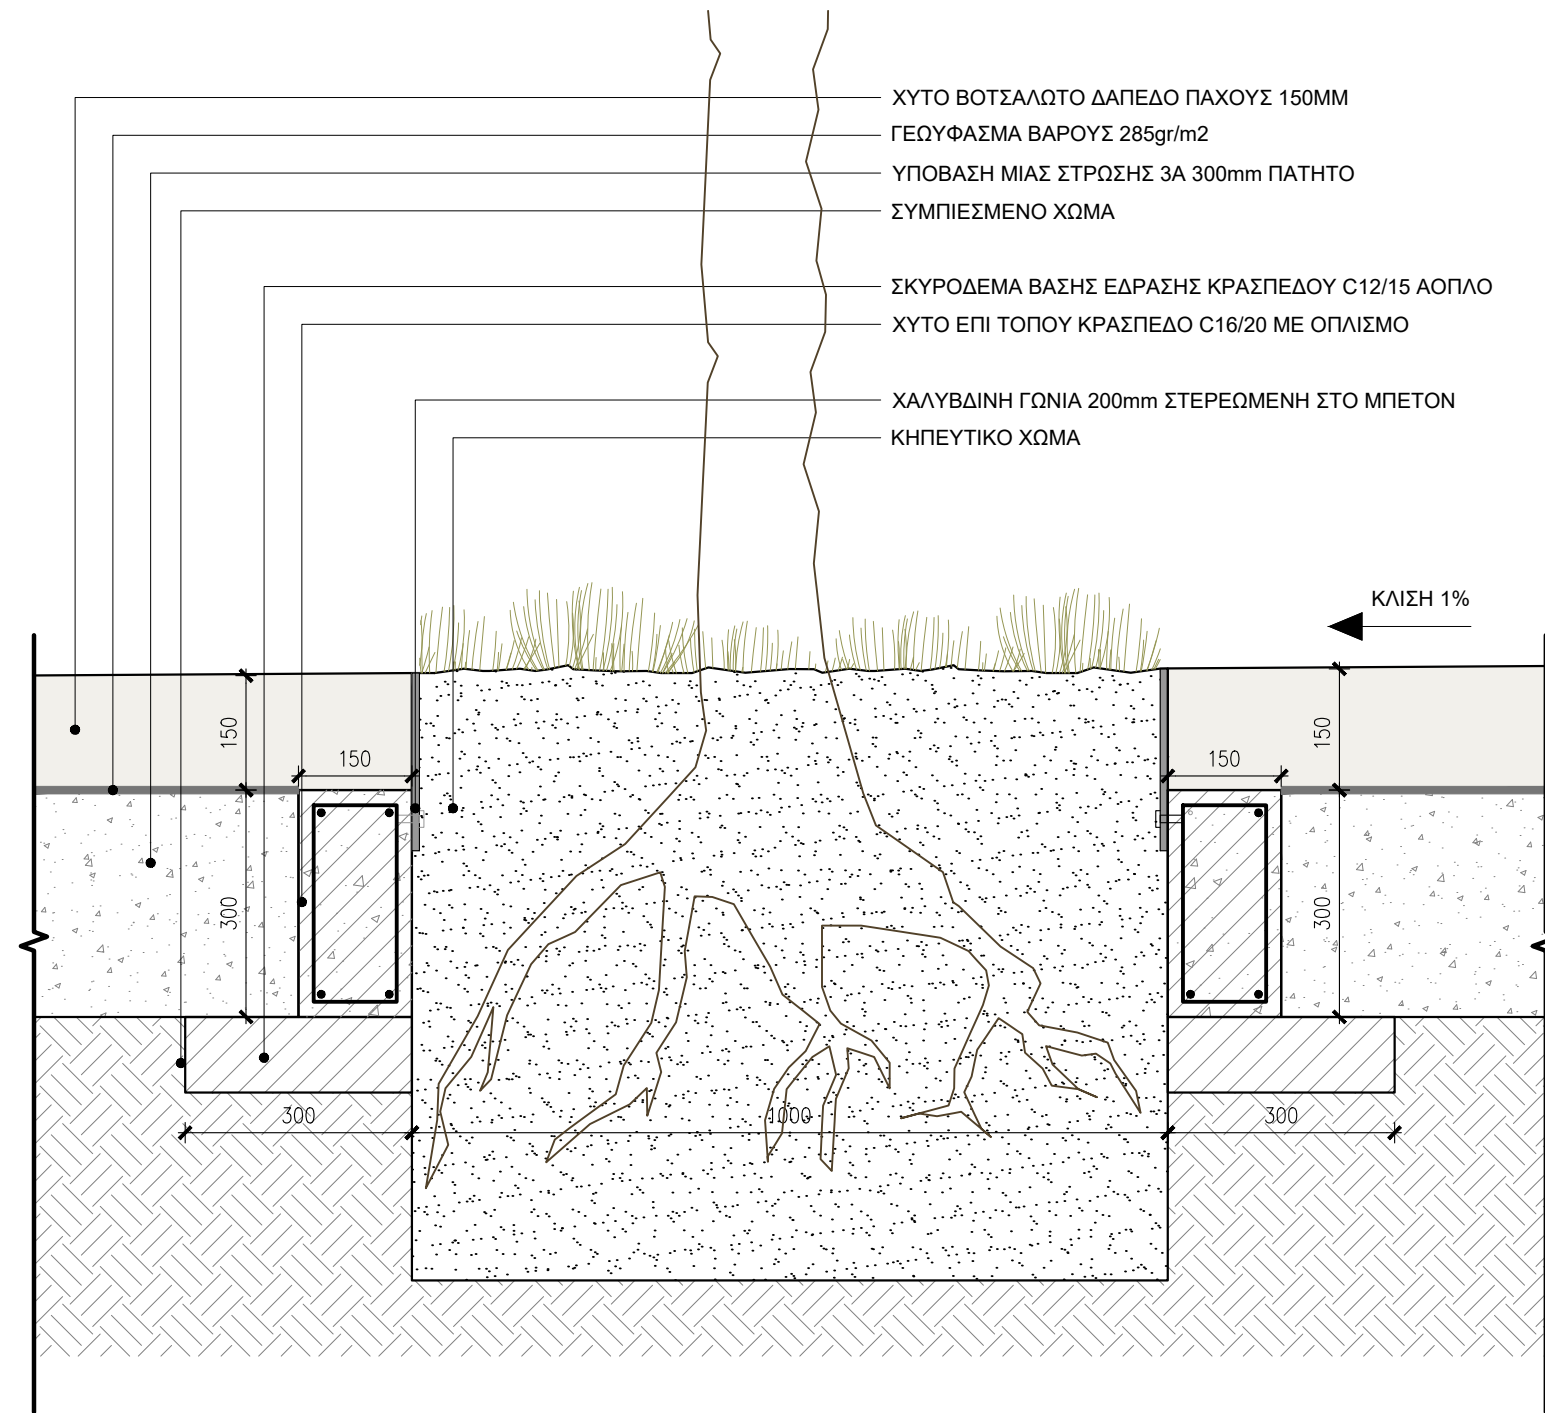 ΧΥΤΟ ΒΟΤΣΑΛΩΤΟ ΔΑΠΕΔΟ ΠΑΧΟΥΣ 150ΜΜ
ΓΕΩΥΦΑΣΜΑ ΒΑΡΟΥΣ 285gr/m2
ΥΠΟΒΑΣΗ ΜΙΑΣ ΣΤΡΩΣΗΣ 3Α 300mm ΠΑΤΗΤΟ
ΣΥΜΠΙΕΣΜΕΝΟ ΧΩΜΑ
ΣΚΥΡΟΔΕΜΑ ΒΑΣΗΣ ΕΔΡΑΣΗΣ ΚΡΑΣΠΕΔΟΥ C12/15 ΑΟΠΛΟ
ΧΥΤΟ ΕΠΙ ΤΟΠΟΥ ΚΡΑΣΠΕΔΟ C16/20 ΜΕ ΟΠΛΙΣΜΟ
ΧΑΛΥΒΔΙΝΗ ΓΩΝΙΑ 200mm ΣΤΕΡΕΩΜΕΝΗ ΣΤΟ ΜΠΕΤΟΝ
ΚΗΠΕΥΤΙΚΟ ΧΩΜΑ
ΚΛΙΣΗ 1%
150
150
150
150
300
300
300
1000
300